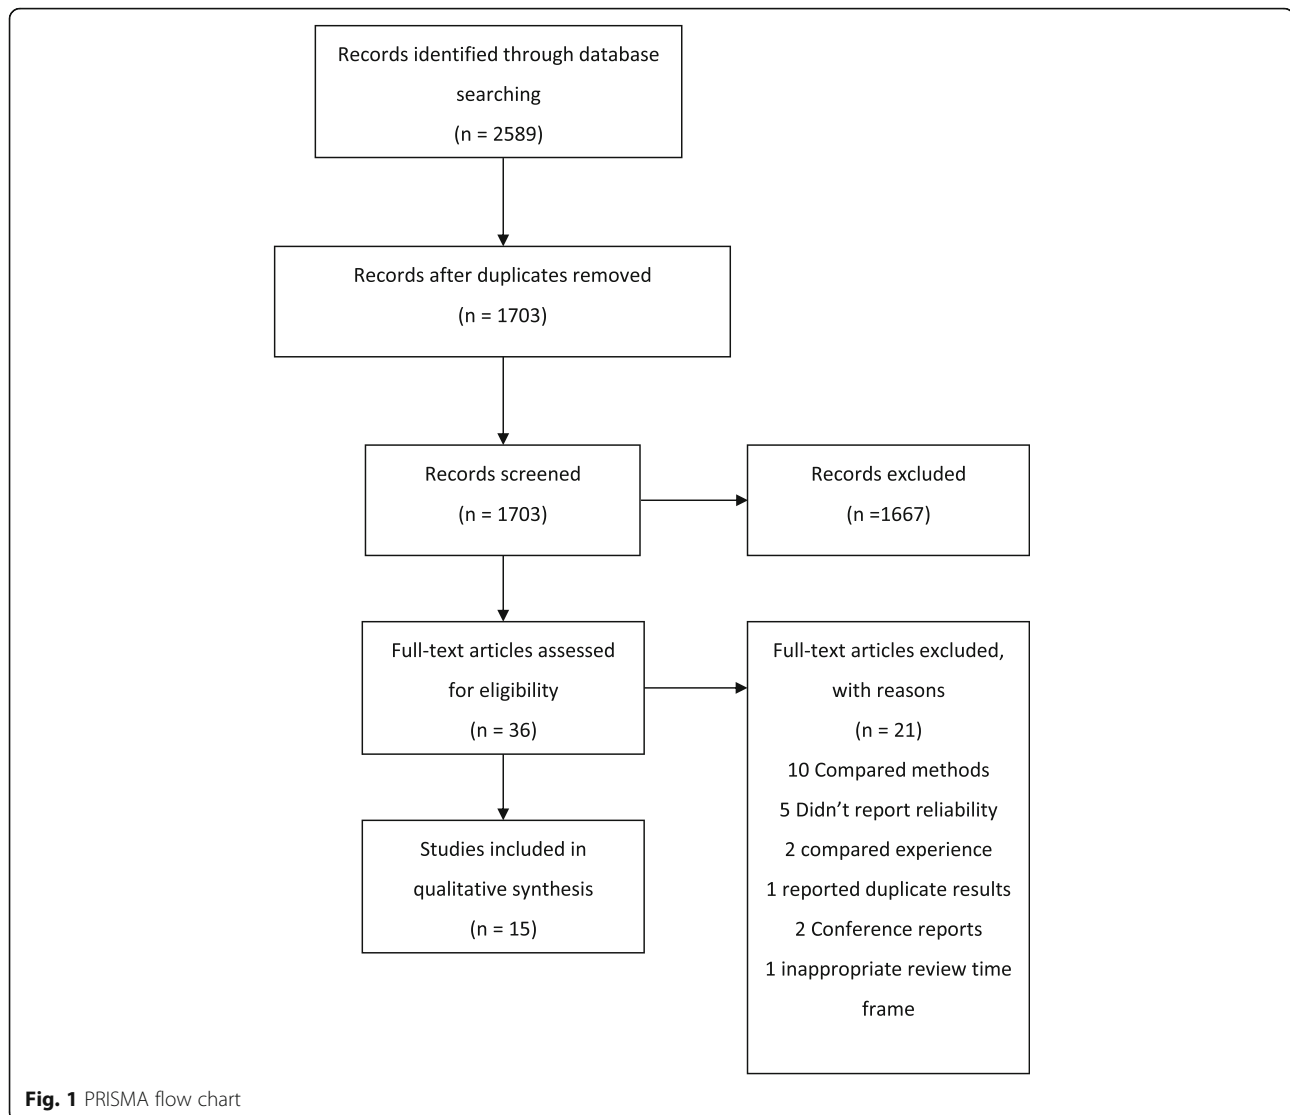 Records identified through database
searching
(n = 2589)
Records after duplicates removed
(n = 1703)
Records screened
(n = 1703)
Records excluded
(n =1667)
Full-text articles assessed
for eligibility
(n = 36)
Full-text articles excluded,
with reasons
(n = 21)
10 Compared methods
5 Didn’t report reliability
2 compared experience
1 reported duplicate results
2 Conference reports
1 inappropriate review time
frame
Studies included in
qualitative synthesis
(n = 15)
Fig. 1 PRISMA flow chart